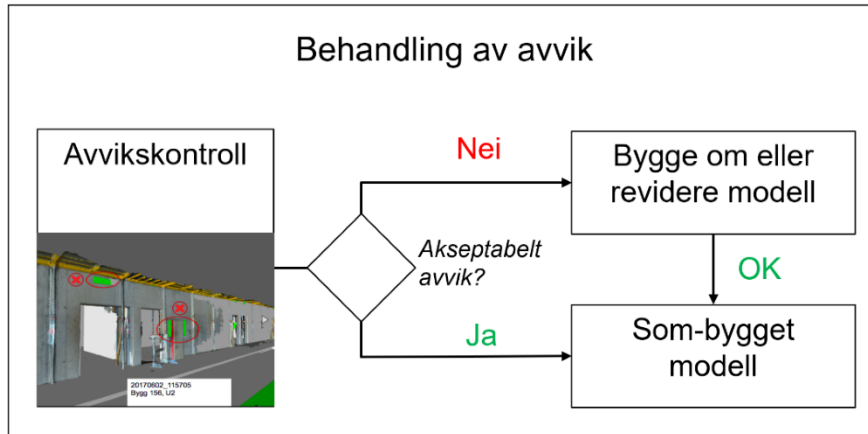 Behandling av avvik
Avvikskontroll
20170602_115705
Bygg 156, U2
Akseptabelt
avvik?
Nei
Bygge om eller
revidere modell
OK
Ja
Som-bygget
modell